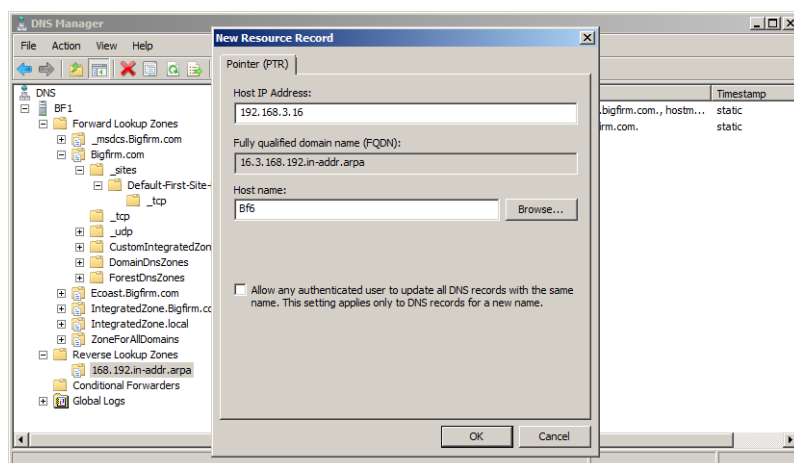 DNS Manager
File Action View Help
DNS
BF1
Forward Lookup Zones
_msdcs.Bigfirm.com
Bigfirm.com
_sites
Default-First-Site-
_tcp
_tcp
_udp
CustomIntegratedZon
DomainDnsZones
ForestDnsZones
Ecoast.Bigfirm.com
IntegratedZone.Bigfirm.co
IntegratedZone.local
ZoneForAllDomains
Reverse Lookup Zones
168.192.in-addr.arpa
Conditional Forwarders
Global Logs
New Resource Record
Pointer (PTR)
Host IP Address:
192.168.3.16
Fully qualified domain name (FQDN):
16.3.168.192.in-addr.arpa
Host name:
Bf6
Browse...
Allow any authenticated user to update all DNS records with the same
name. This setting applies only to DNS records for a new name.
OK Cancel
Timestamp
.bigfirm.com., hostm... static
irm.com. static